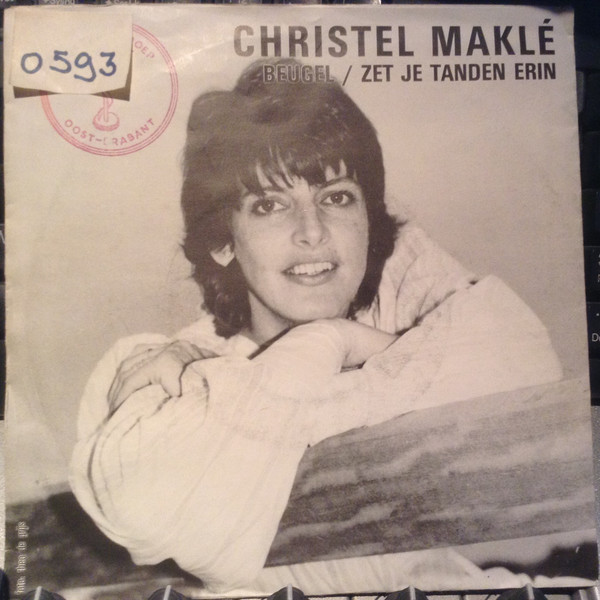 CHRISTEL MAKLÉ
BEUGEL / ZET JE TANDEN ERIN
0593
OOST-BRABANT